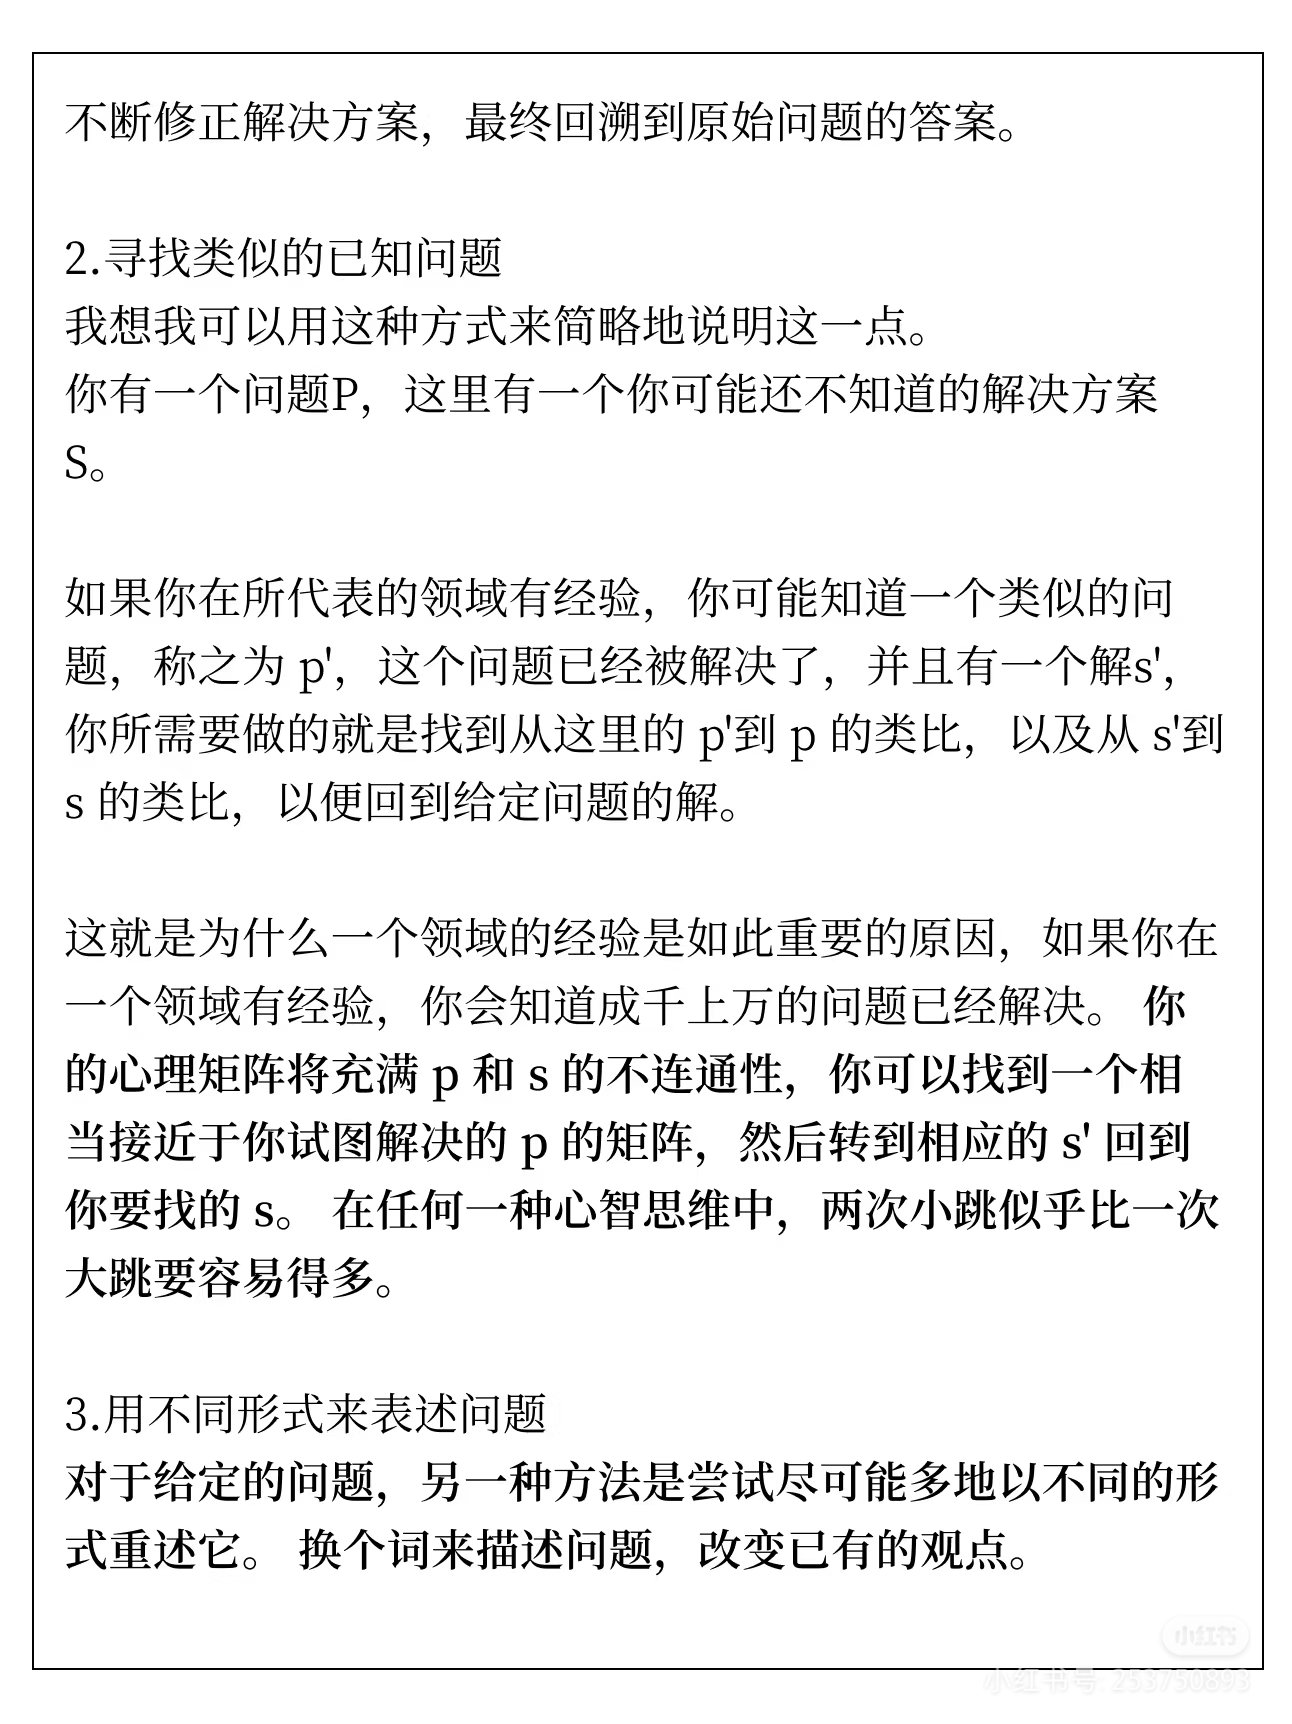 不断修正解决方案，最终回溯到原始问题的答案。
2.寻找类似的已知问题
我想我可以用这种方式来简略地说明这一点。
你有一个问题P，这里有一个你可能还不知道的解决方案
S。
如果你在所代表的领域有经验，你可能知道一个类似的问
题，称之为 p'，这个问题已经被解决了，并且有一个解s'，
你所需要做的就是找到从这里的 p'到 p 的类比，以及从 s'到
s 的类比，以便回到给定问题的解。
这就是为什么一个领域的经验是如此重要的原因，如果你在
一个领域有经验，你会知道成千上万的问题已经解决。 你
的心理矩阵将充满 p 和 s 的不连通性，你可以找到一个相
当接近于你试图解决的 p 的矩阵，然后转到相应的 s' 回到
你要找的 s。 在任何一种心智思维中，两次小跳似乎比一次
大跳要容易得多。
3.用不同形式来表述问题
对于给定的问题，另一种方法是尝试尽可能多地以不同的形
式重述它。 换个词来描述问题，改变已有的观点。
小红书
小红书号: 253750893